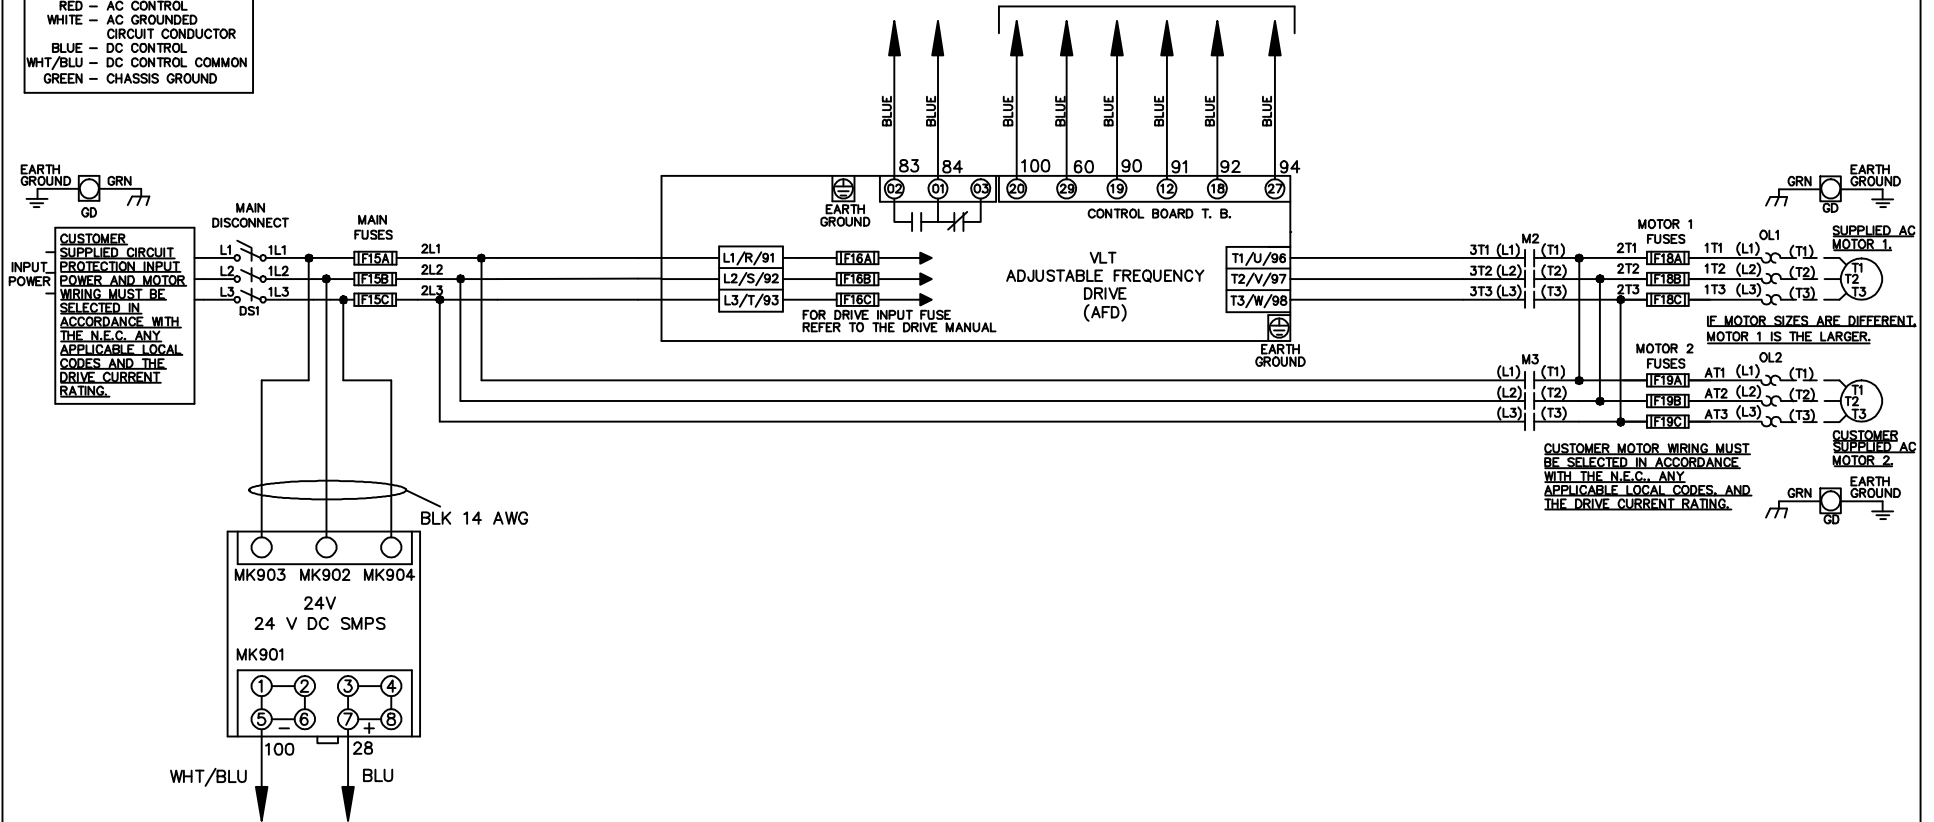 RED – AC CONTROL
WHITE – AC GROUNDED
CIRCUIT CONDUCTOR
BLUE – DC CONTROL
WHT/BLU – DC CONTROL COMMON
GREEN – CHASSIS GROUND
BLUE BLUE BLUE BLUE BLUE BLUE BLUE BLUE
83 84 100 60 90 91 92 94
02 01 03 20 29 19 12 18 27
EARTH
GROUND
GRN
GD
EARTH
GROUND
CONTROL BOARD T. B.
INPUT
POWER
CUSTOMER
SUPPLIED CIRCUIT
PROTECTION INPUT
POWER AND MOTOR
WIRING MUST BE
SELECTED IN
ACCORDANCE WITH
THE N.E.C. ANY
APPLICABLE LOCAL
CODES AND THE
DRIVE CURRENT
RATING.
MAIN
DISCONNECT
L1 1L1
L2 1L2
L3 1L3
DS1
MAIN
FUSES
F15A 2L1
F15B 2L2
F15C 2L3
L1/R/91 F16A
L2/S/92 F16B
L3/T/93 F16C
FOR DRIVE INPUT FUSE
REFER TO THE DRIVE MANUAL
VLT
ADJUSTABLE FREQUENCY
DRIVE
(AFD)
T1/U/96
T2/V/97
T3/W/98
EARTH
GROUND
M2
3T1 (L1) (T1)
3T2 (L2) (T2)
3T3 (L3) (T3)
MOTOR 1
FUSES
2T1 F18A 1T1 (L1) (T1)
2T2 F18B 1T2 (L2) (T2)
2T3 F18C 1T3 (L3) (T3)
OL1
GRN
GD
EARTH
GROUND
SUPPLIED AC
MOTOR 1.
T1
T2
T3
IF MOTOR SIZES ARE DIFFERENT,
MOTOR 1 IS THE LARGER.
M3
(L1) (T1)
(L2) (T2)
(L3) (T3)
MOTOR 2
FUSES
OL2
F19A AT1 (L1) (T1)
F19B AT2 (L2) (T2)
F19C AT3 (L3) (T3)
T1
T2
T3
CUSTOMER
SUPPLIED AC
MOTOR 2.
CUSTOMER MOTOR WIRING MUST
BE SELECTED IN ACCORDANCE
WITH THE N.E.C., ANY
APPLICABLE LOCAL CODES, AND
THE DRIVE CURRENT RATING.
GRN
GD
EARTH
GROUND
BLK 14 AWG
MK903 MK902 MK904
24V
24 V DC SMPS
MK901
1 2 3 4
5 – 6 7 + 8
100 28
WHT/BLU BLU